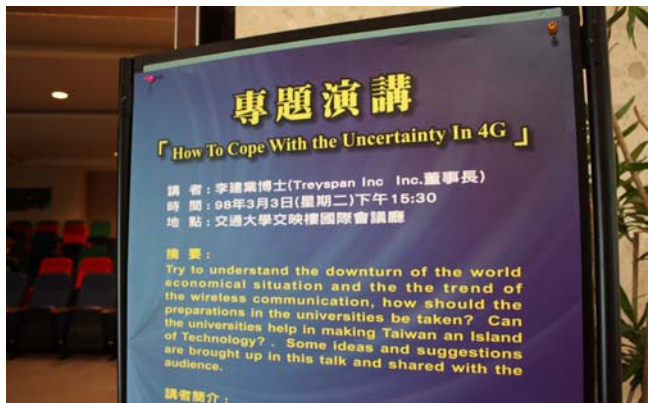 專題演講
「How To Cope With the Uncertainty In 4G」
講 者：李建業博士(Treyspan Inc Inc.董事長)
時 間：98年3月3日(星期二)下午15:30
地 點：交通大學交映樓國際會議廳
摘 要：
Try to understand the downturn of the world
economical situation and the the trend of
the wireless communication, how should the
preparations in the universities be taken? Can
the universities help in making Taiwan an Island
of Technology? . Some ideas and suggestions
are brought up in this talk and shared with the
audience.
講者簡介：